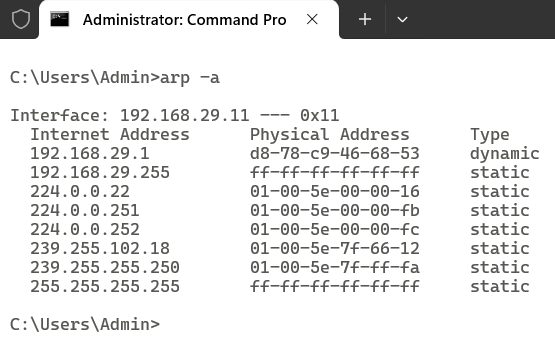 Administrator: Command Pro
C:\Users\Admin>arp -a
Interface: 192.168.29.11 --- 0x11
Internet Address Physical Address Type
192.168.29.1 d8-78-c9-46-68-53 dynamic
192.168.29.255 ff-ff-ff-ff-ff-ff static
224.0.0.22 01-00-5e-00-00-16 static
224.0.0.251 01-00-5e-00-00-fb static
224.0.0.252 01-00-5e-00-00-fc static
239.255.102.18 01-00-5e-7f-66-12 static
239.255.255.250 01-00-5e-7f-ff-fa static
255.255.255.255 ff-ff-ff-ff-ff-ff static
C:\Users\Admin>